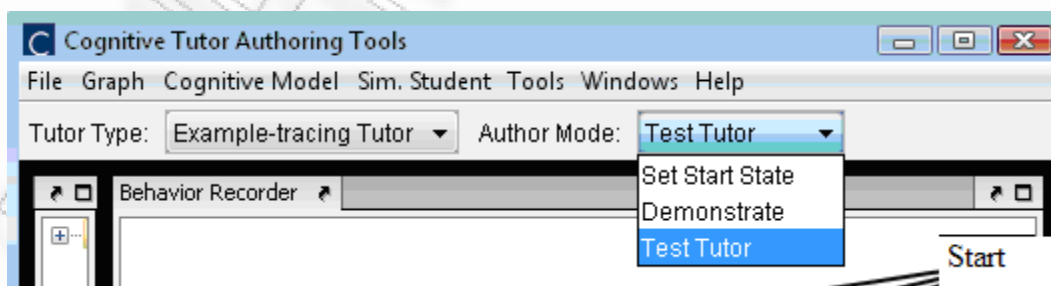 C Cognitive Tutor Authoring Tools
File Graph Cognitive Model Sim. Student Tools Windows Help
Tutor Type: Example-tracing Tutor Author Mode: Test Tutor
Set Start State
Demonstrate
Test Tutor
Behavior Recorder
Start